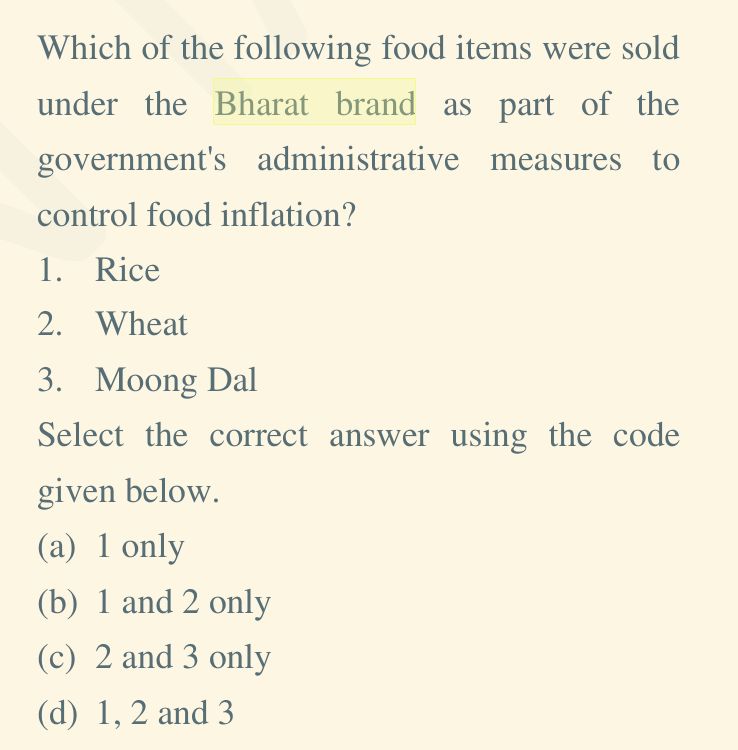 Which of the following food items were sold
under the Bharat brand as part of the
government's administrative measures to
control food inflation?
1. Rice
2. Wheat
3. Moong Dal
Select the correct answer using the code
given below.
(a) 1 only
(b) 1 and 2 only
(c) 2 and 3 only
(d) 1, 2 and 3